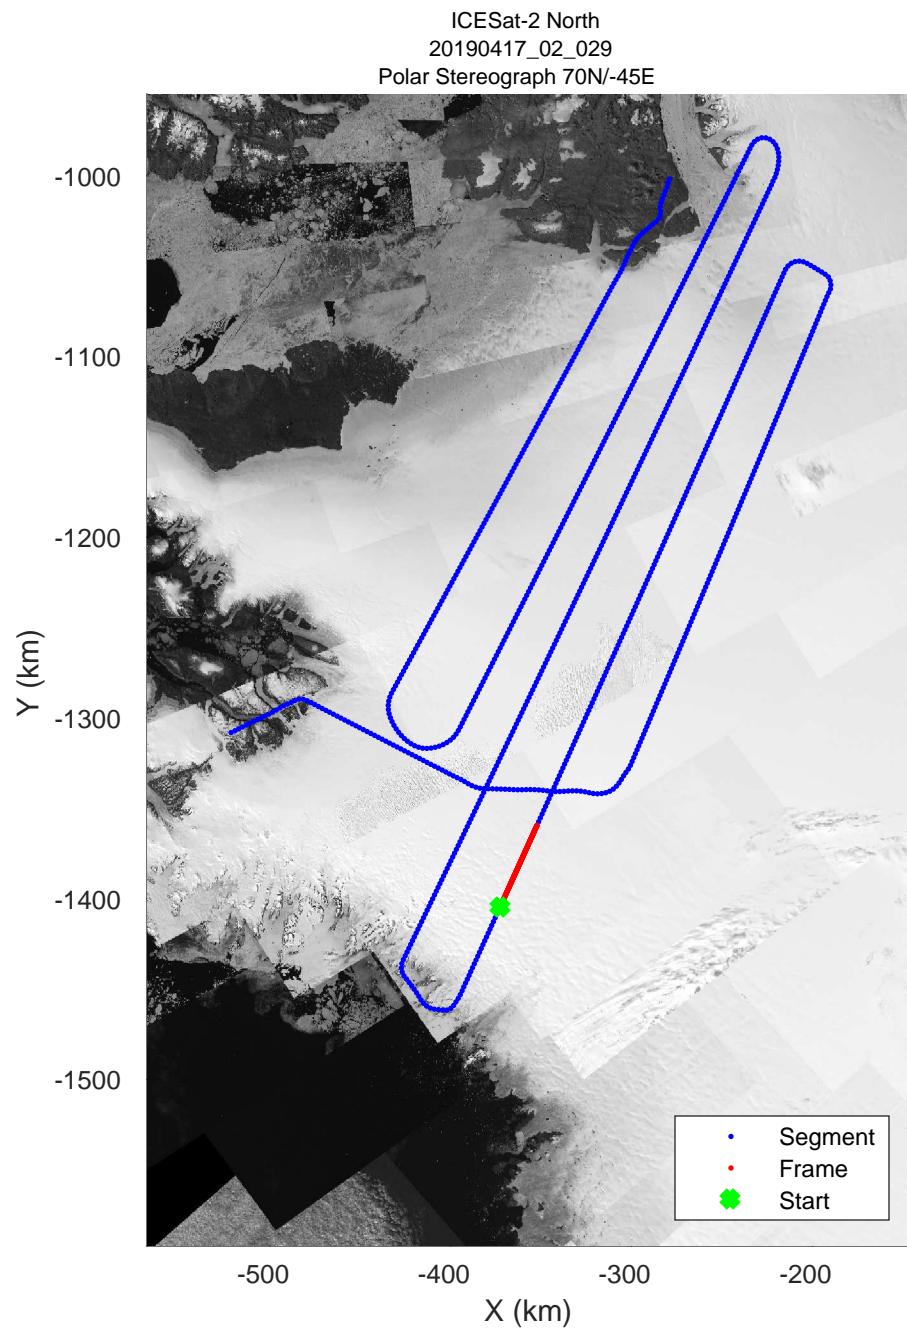 ICESat-2 North
20190417_02_029
Polar Stereograph 70N/-45E
-1000
-1100
-1200
-1300
-1400
-1500
Y (km)
-500
-400
-300
-200
X (km)
Segment
Frame
Start